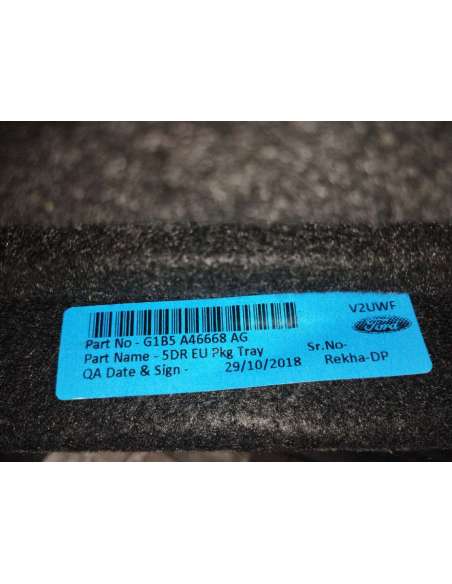 V2UWF
Ford
Part No - G1B5 A46668 AG
Part Name - 5DR EU Pkg Tray
Sr.No-
QA Date & Sign - 29/10/2018
Rekha-DP